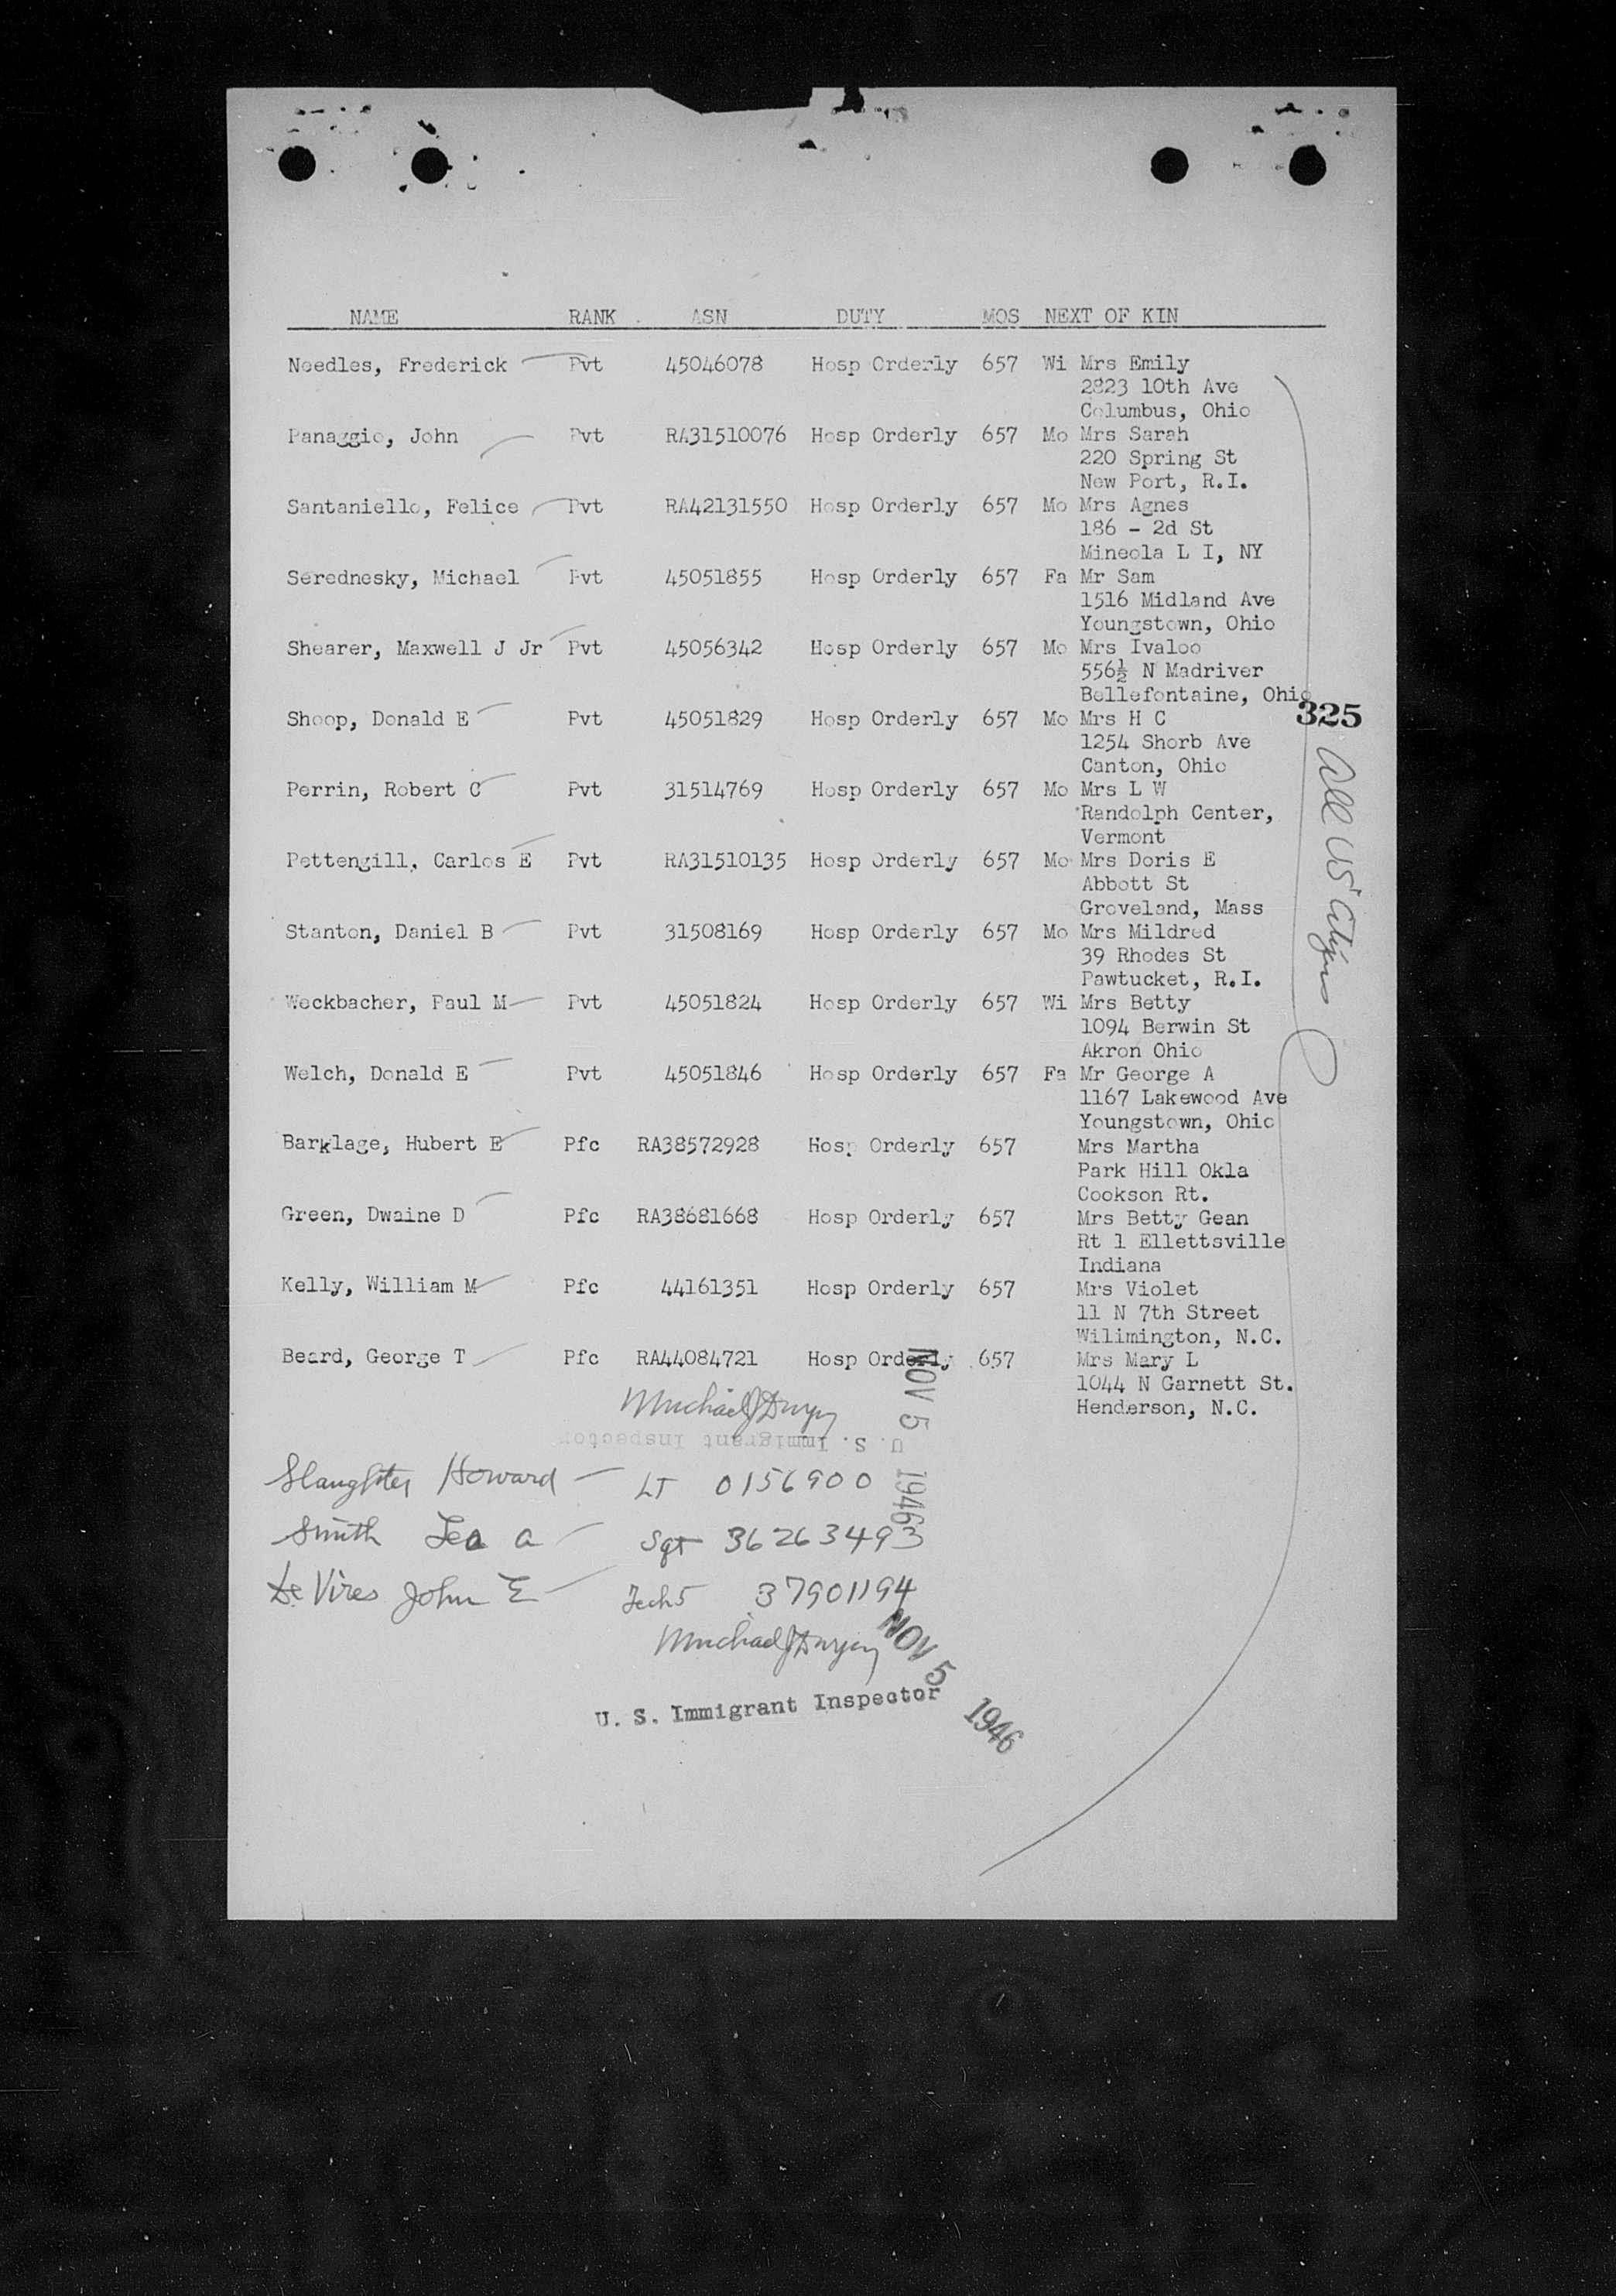 NAME RANK ASN DUTY MOS NEXT OF KIN
Needles, Frederick Pvt 45046078 Hosp Orderly 657 Wi Mrs Emily
2823 10th Ave
Columbus, Ohio
Panaggio, John Pvt RA31510076 Hosp Orderly 657 Mo Mrs Sarah
220 Spring St
New Port, R.I.
Santaniello, Felice Pvt RA42131550 Hosp Orderly 657 Mo Mrs Agnes
186 - 2d St
Mineola L I, NY
Serednesky, Michael Pvt 45051855 Hosp Orderly 657 Fa Mr Sam
1516 Midland Ave
Youngstown, Ohio
Shearer, Maxwell J Jr Pvt 45056342 Hosp Orderly 657 Mo Mrs Ivaloo
556½ N Madriver
Bellefontaine, Ohio
325
Shoop, Donald E Pvt 45051829 Hosp Orderly 657 Mo Mrs H C
1254 Shorb Ave
Canton, Ohio
Perrin, Robert C Pvt 31514769 Hosp Orderly 657 Mo Mrs L W
Randolph Center,
Vermont
Pettengill, Carlos E Pvt RA31510135 Hosp Orderly 657 Mo Mrs Doris E
Abbott St
Groveland, Mass
Stanton, Daniel B Pvt 31508169 Hosp Orderly 657 Mo Mrs Mildred
39 Rhodes St
Pawtucket, R.I.
Weckbacher, Paul M Pvt 45051824 Hosp Orderly 657 Wi Mrs Betty
1094 Berwin St
Akron Ohio
Welch, Donald E Pvt 45051846 Hosp Orderly 657 Fa Mr George A
1167 Lakewood Ave
Youngstown, Ohio
Barklage, Hubert E Pfc RA38572928 Hosp Orderly 657 Mrs Martha
Park Hill Okla
Cookson Rt.
Green, Dwaine D Pfc RA38681668 Hosp Orderly 657 Mrs Betty Gean
Rt 1 Ellettsville
Indiana
Kelly, William M Pfc 44161351 Hosp Orderly 657 Mrs Violet
11 N 7th Street
Wilimington, N.C.
Beard, George T Pfc RA44084721 Hosp Orderly 657 Mrs Mary L
1044 N Garnett St.
Henderson, N.C.
All US Citizens
Michael J Dwyer
U. S. Immigrant Inspector
NOV 5 1946
Slaughter Howard LT 0156900
Smith Leo A Sgt 36263493
De Vires John E Tech5 37901194
Michael J Dwyer
NOV 5 1946
U. S. Immigrant Inspector